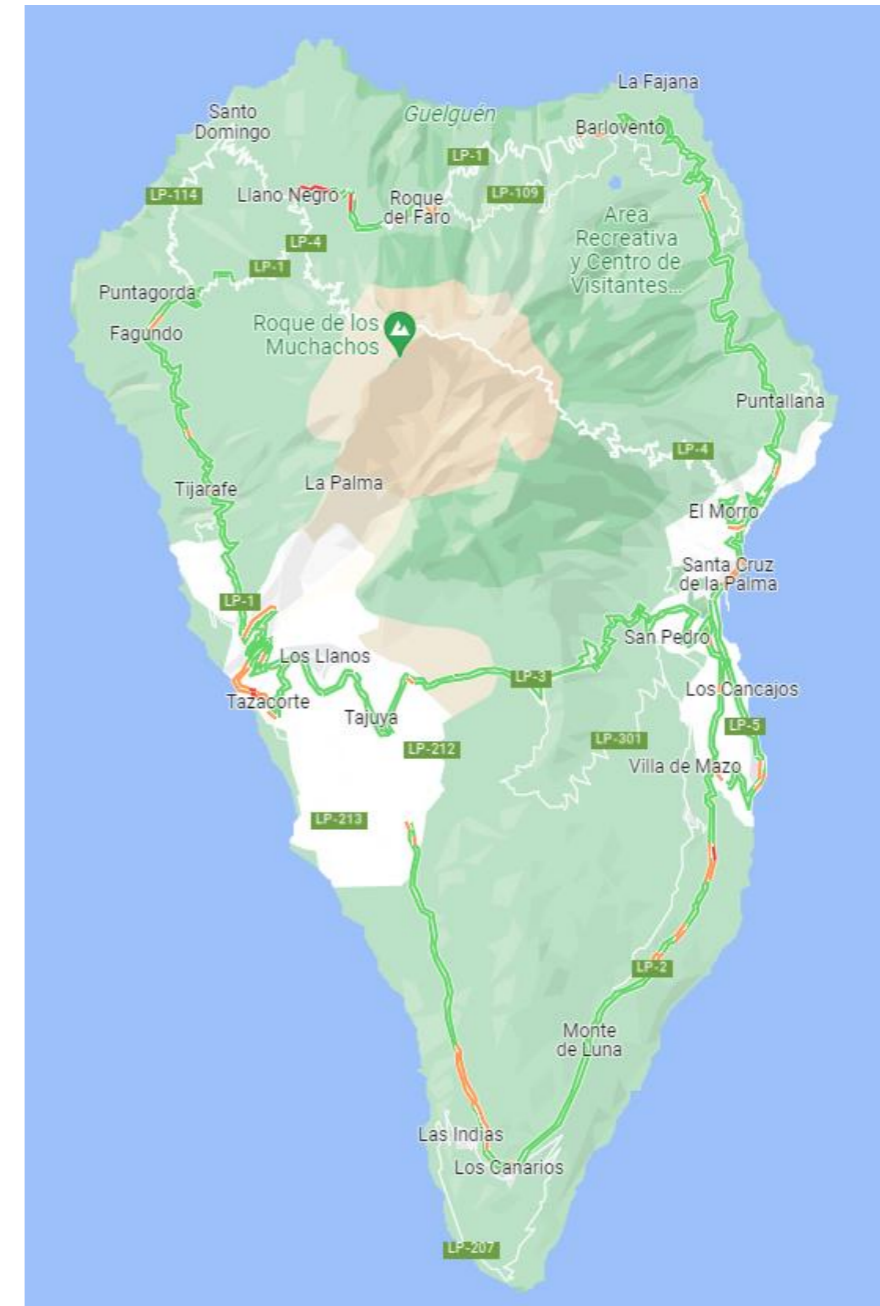 La Fajana
Santo
Domingo
Guelguén
Barlovento
LP-1
LP-114
Llano Negro
Roque
del Faro
LP-109
Area
Recreativa
y Centro de
Visitantes...
LP-4
LP-1
Puntagorda
Fagundo
Roque de los
Muchachos
Puntallana
LP-4
Tijarafe
La Palma
El Morro
Santa Cruz
de la Palma
LP-1
San Pedro
Los Llanos
LP-3
Los Cancajos
Tazacorte
Tajuya
LP-5
LP-212
LP-301
Villa de Mazo
LP-213
LP-2
Monte
de Luna
Las Indias
Los Canarios
LP-207